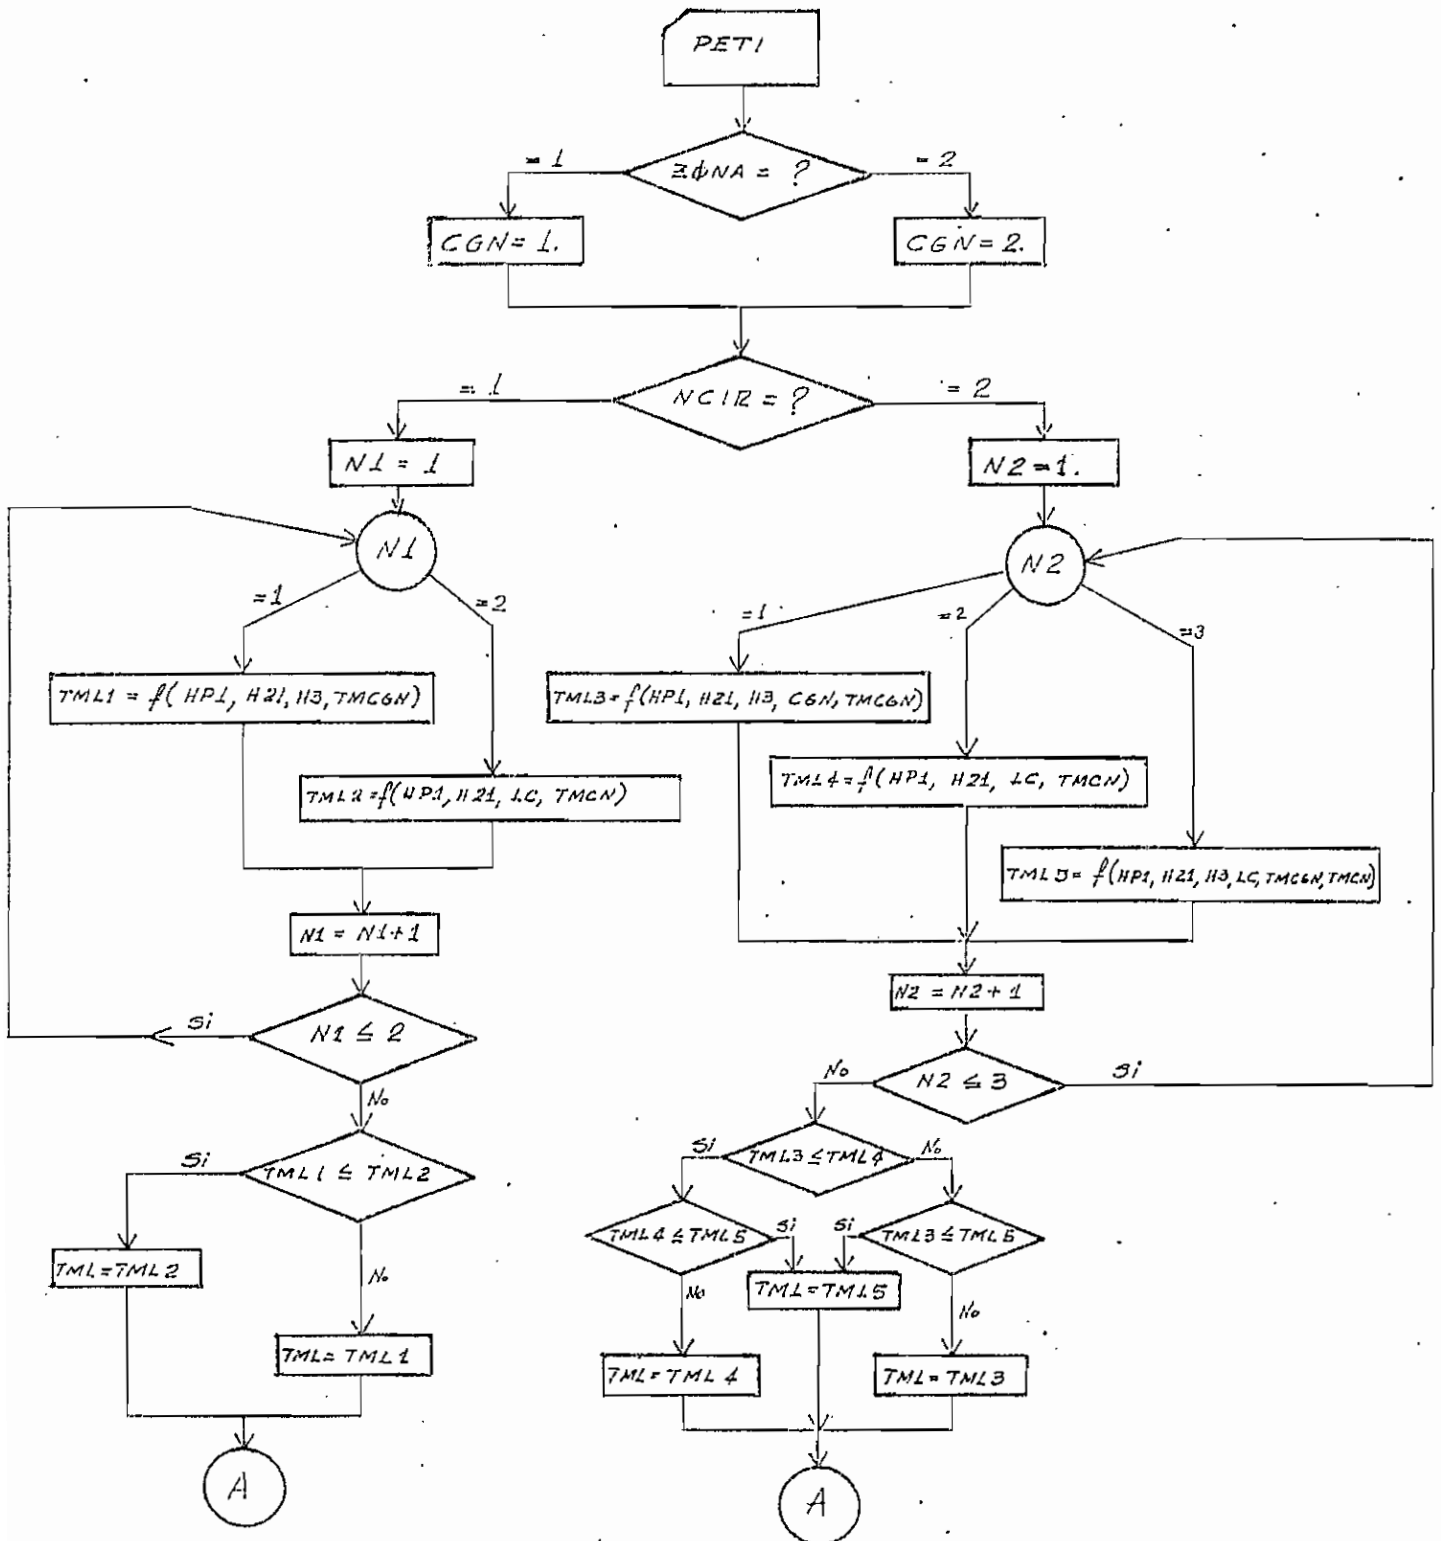 PET1
ZØNA = ?
= 1
= 2
CGN = 1.
CGN = 2.
NCIR = ?
= 1
= 2
N1 = 1
N2 = 1.
N1
N2
=1
=2
=1
=2
=3
TML1 = f( HP1, H21, H3, TMCGN)
TML3 = f(HP1, H21, H3, CGN, TMCGN)
TML2 = f(HP1, H21, LC, TMCN)
TML4 = f(HP1, H21, LC, TMCN)
TML5 = f(HP1, H21, H3, LC, TMCGN, TMCN)
N1 = N1+1
N2 = N2+1
N1 ≤ 2
Si
No
N2 ≤ 3
No
Si
TML1 ≤ TML2
Si
No
TML3 ≤ TML4
Si
No
TML4 ≤ TML5
Si
No
TML3 ≤ TML5
Si
No
TML = TML2
TML = TML5
TML = TML1
TML = TML4
TML = TML3
A
A